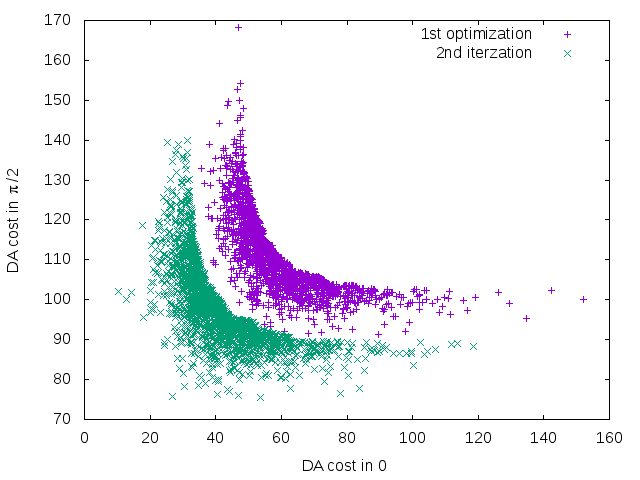 170
160
150
140
130
120
110
100
90
80
70
DA cost in π/2
1st optimization
2nd iterzation
0 20 40 60 80 100 120 140 160
DA cost in 0